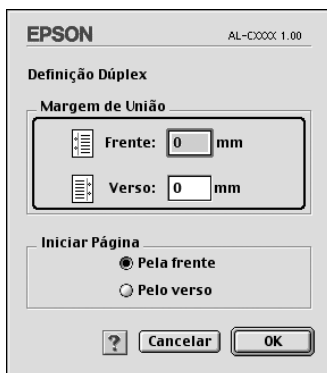 EPSON AL-CXXX 1.00
Definição Dúplex
Margem de União
Frente: 0 mm
Verso: 0 mm
Iniciar Página
Pela frente
Pelo verso
? Cancelar OK